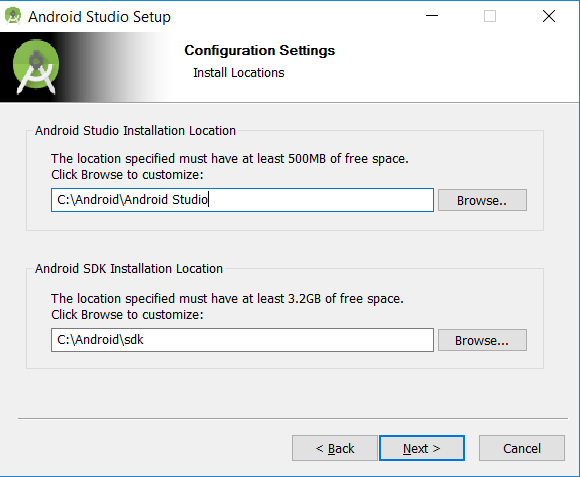 Android Studio Setup
Configuration Settings
Install Locations
Android Studio Installation Location
The location specified must have at least 500MB of free space.
Click Browse to customize:
C:\Android\Android Studio
Browse..
Android SDK Installation Location
The location specified must have at least 3.2GB of free space.
Click Browse to customize:
C:\Android\sdk
Browse...
< Back
Next >
Cancel